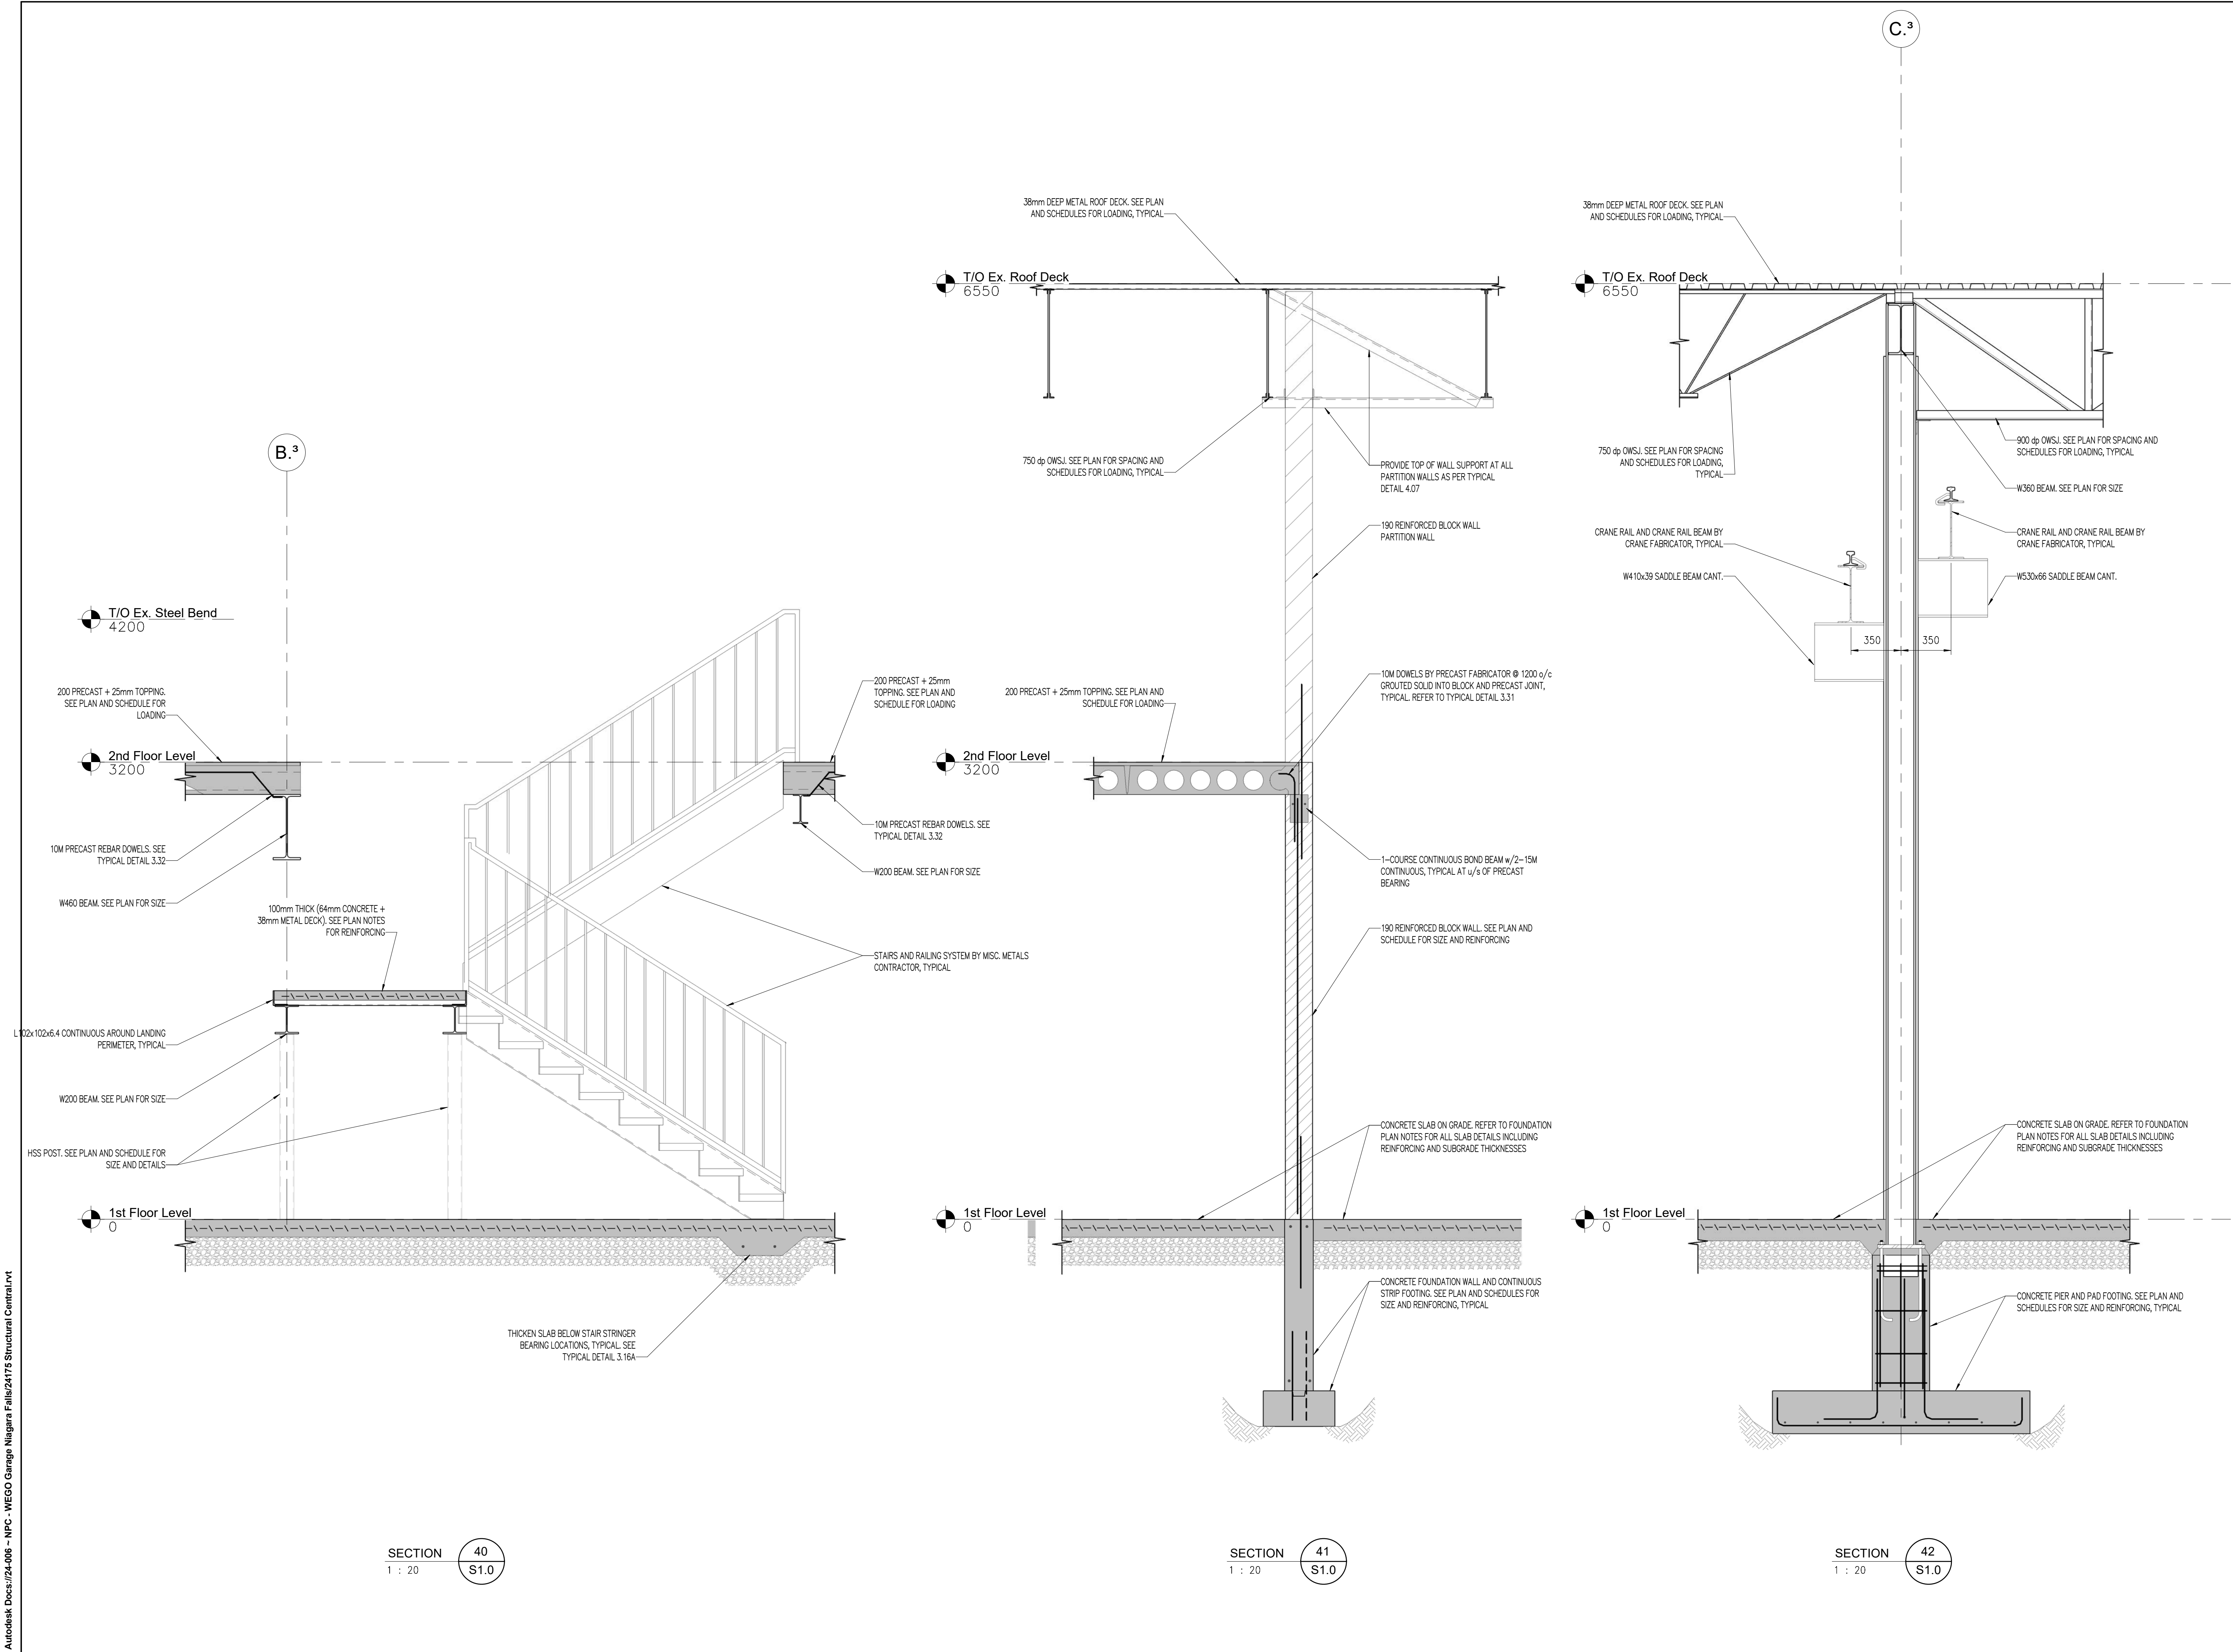 B.³
T/O Ex. Steel Bend
4200
200 PRECAST + 25mm TOPPING.
SEE PLAN AND SCHEDULE FOR
LOADING
2nd Floor Level
3200
10M PRECAST REBAR DOWELS. SEE
TYPICAL DETAIL 3.32
W460 BEAM. SEE PLAN FOR SIZE
100mm THICK (64mm CONCRETE +
38mm METAL DECK). SEE PLAN NOTES
FOR REINFORCING
L102x102x6.4 CONTINUOUS AROUND LANDING
PERIMETER, TYPICAL
W200 BEAM. SEE PLAN FOR SIZE
HSS POST. SEE PLAN AND SCHEDULE FOR
SIZE AND DETAILS
1st Floor Level
0
200 PRECAST + 25mm
TOPPING. SEE PLAN AND
SCHEDULE FOR LOADING
10M PRECAST REBAR DOWELS. SEE
TYPICAL DETAIL 3.32
W200 BEAM. SEE PLAN FOR SIZE
STAIRS AND RAILING SYSTEM BY MISC. METALS
CONTRACTOR, TYPICAL
THICKEN SLAB BELOW STAIR STRINGER
BEARING LOCATIONS, TYPICAL. SEE
TYPICAL DETAIL 3.16A
SECTION
1 : 20
40
S1.0
38mm DEEP METAL ROOF DECK. SEE PLAN
AND SCHEDULES FOR LOADING, TYPICAL
T/O Ex. Roof Deck
6550
750 dp OWSJ. SEE PLAN FOR SPACING AND
SCHEDULES FOR LOADING, TYPICAL
PROVIDE TOP OF WALL SUPPORT AT ALL
PARTITION WALLS AS PER TYPICAL
DETAIL 4.07
190 REINFORCED BLOCK WALL
PARTITION WALL
10M DOWELS BY PRECAST FABRICATOR @ 1200 o/c
GROUTED SOLID INTO BLOCK AND PRECAST JOINT,
TYPICAL. REFER TO TYPICAL DETAIL 3.31
200 PRECAST + 25mm TOPPING. SEE PLAN AND
SCHEDULE FOR LOADING
2nd Floor Level
3200
1-COURSE CONTINUOUS BOND BEAM w/2-15M
CONTINUOUS, TYPICAL AT u/s OF PRECAST
BEARING
190 REINFORCED BLOCK WALL. SEE PLAN AND
SCHEDULE FOR SIZE AND REINFORCING
CONCRETE SLAB ON GRADE. REFER TO FOUNDATION
PLAN NOTES FOR ALL SLAB DETAILS INCLUDING
REINFORCING AND SUBGRADE THICKNESSES
1st Floor Level
0
CONCRETE FOUNDATION WALL AND CONTINUOUS
STRIP FOOTING. SEE PLAN AND SCHEDULES FOR
SIZE AND REINFORCING, TYPICAL
SECTION
1 : 20
41
S1.0
C.³
38mm DEEP METAL ROOF DECK. SEE PLAN
AND SCHEDULES FOR LOADING, TYPICAL
T/O Ex. Roof Deck
6550
750 dp OWSJ. SEE PLAN FOR SPACING
AND SCHEDULES FOR LOADING,
TYPICAL
900 dp OWSJ. SEE PLAN FOR SPACING AND
SCHEDULES FOR LOADING, TYPICAL
W360 BEAM. SEE PLAN FOR SIZE
CRANE RAIL AND CRANE RAIL BEAM BY
CRANE FABRICATOR, TYPICAL
CRANE RAIL AND CRANE RAIL BEAM BY
CRANE FABRICATOR, TYPICAL
W410x39 SADDLE BEAM CANT.
W530x66 SADDLE BEAM CANT.
350
350
CONCRETE SLAB ON GRADE. REFER TO FOUNDATION
PLAN NOTES FOR ALL SLAB DETAILS INCLUDING
REINFORCING AND SUBGRADE THICKNESSES
1st Floor Level
0
CONCRETE PIER AND PAD FOOTING. SEE PLAN AND
SCHEDULES FOR SIZE AND REINFORCING, TYPICAL
SECTION
1 : 20
42
S1.0
Autodesk Docs://24-006 ~ NPC - WEGO Garage Niagara Falls/24175 Structural Central.rvt